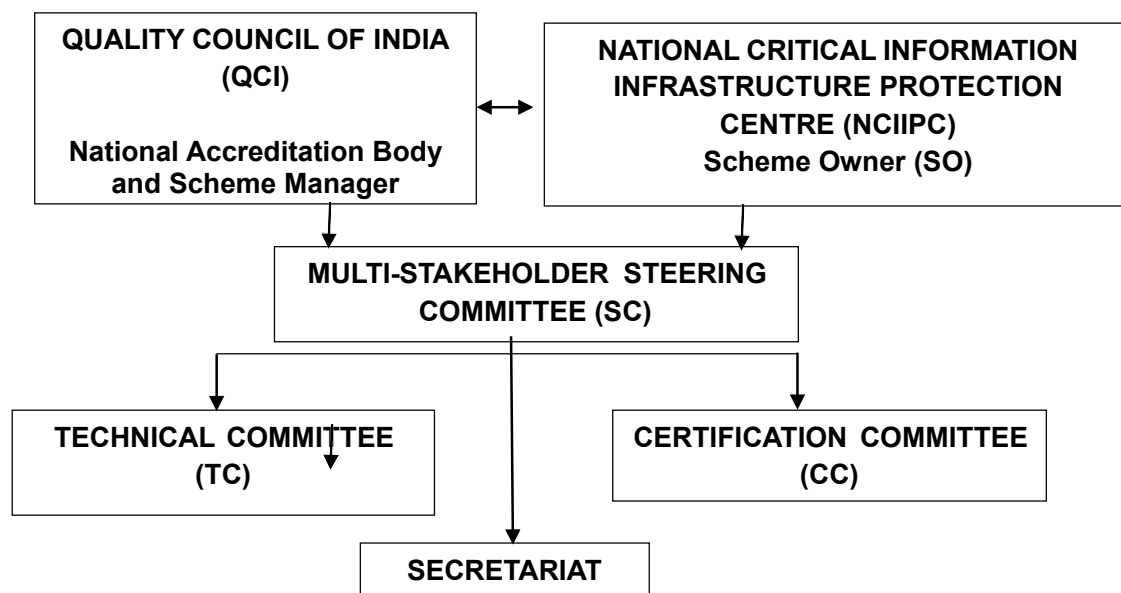 QUALITY COUNCIL OF INDIA
(QCI)
National Accreditation Body
and Scheme Manager
NATIONAL CRITICAL INFORMATION
INFRASTRUCTURE PROTECTION
CENTRE (NCIIPC)
Scheme Owner (SO)
MULTI-STAKEHOLDER STEERING
COMMITTEE (SC)
TECHNICAL COMMITTEE
(TC)
CERTIFICATION COMMITTEE
(CC)
SECRETARIAT